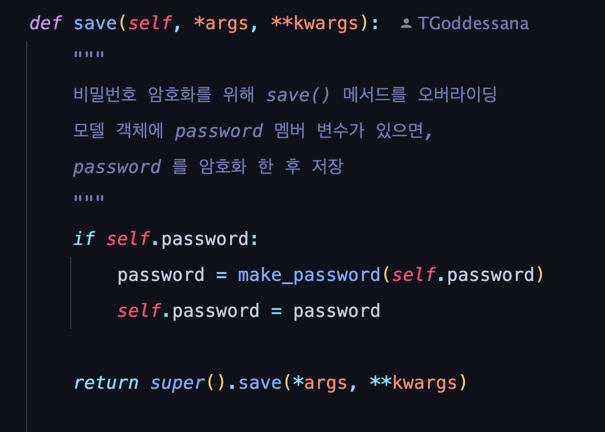 def save(self, *args, **kwargs): TGoddessana
"""
비밀번호 암호화를 위해 save() 메서드를 오버라이딩
모델 객체에 password 멤버 변수가 있으면,
password 를 암호화 한 후 저장
"""
if self.password:
password = make_password(self.password)
self.password = password
return super().save(*args, **kwargs)